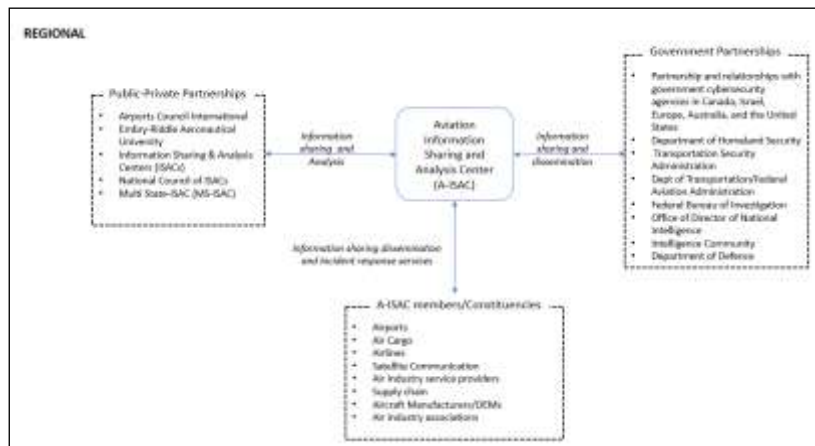 REGIONAL
Public-Private Partnerships
• Airports Council International
• Embry-Riddle Aeronautical
University
• Information Sharing & Analysis
Centers (ISACs)
• National Council of ISACs
• Multi State-ISAC (MS-ISAC)
Information
sharing and
Analysis
Aviation
Information
Sharing and
Analysis Center
(A-ISAC)
Information
sharing and
dissemination
Government Partnerships
• Partnership and relationships with
government cybersecurity
agencies in Canada, Israel,
Europe, Australia, and the United
States
• Department of Homeland Security
• Transportation Security
Administration
• Dept of Transportation/Federal
Aviation Administration
• Federal Bureau of Investigation
• Office of Director of National
Intelligence
• Intelligence Community
• Department of Defence
Information sharing dissemination
and incident response services
A-ISAC members/Constituencies
• Airports
• Air Cargo
• Airlines
• Satellite Communication
• Air Industry service providers
• Supply chain
• Aircraft Manufacturers/OEMs
• Air industry associations